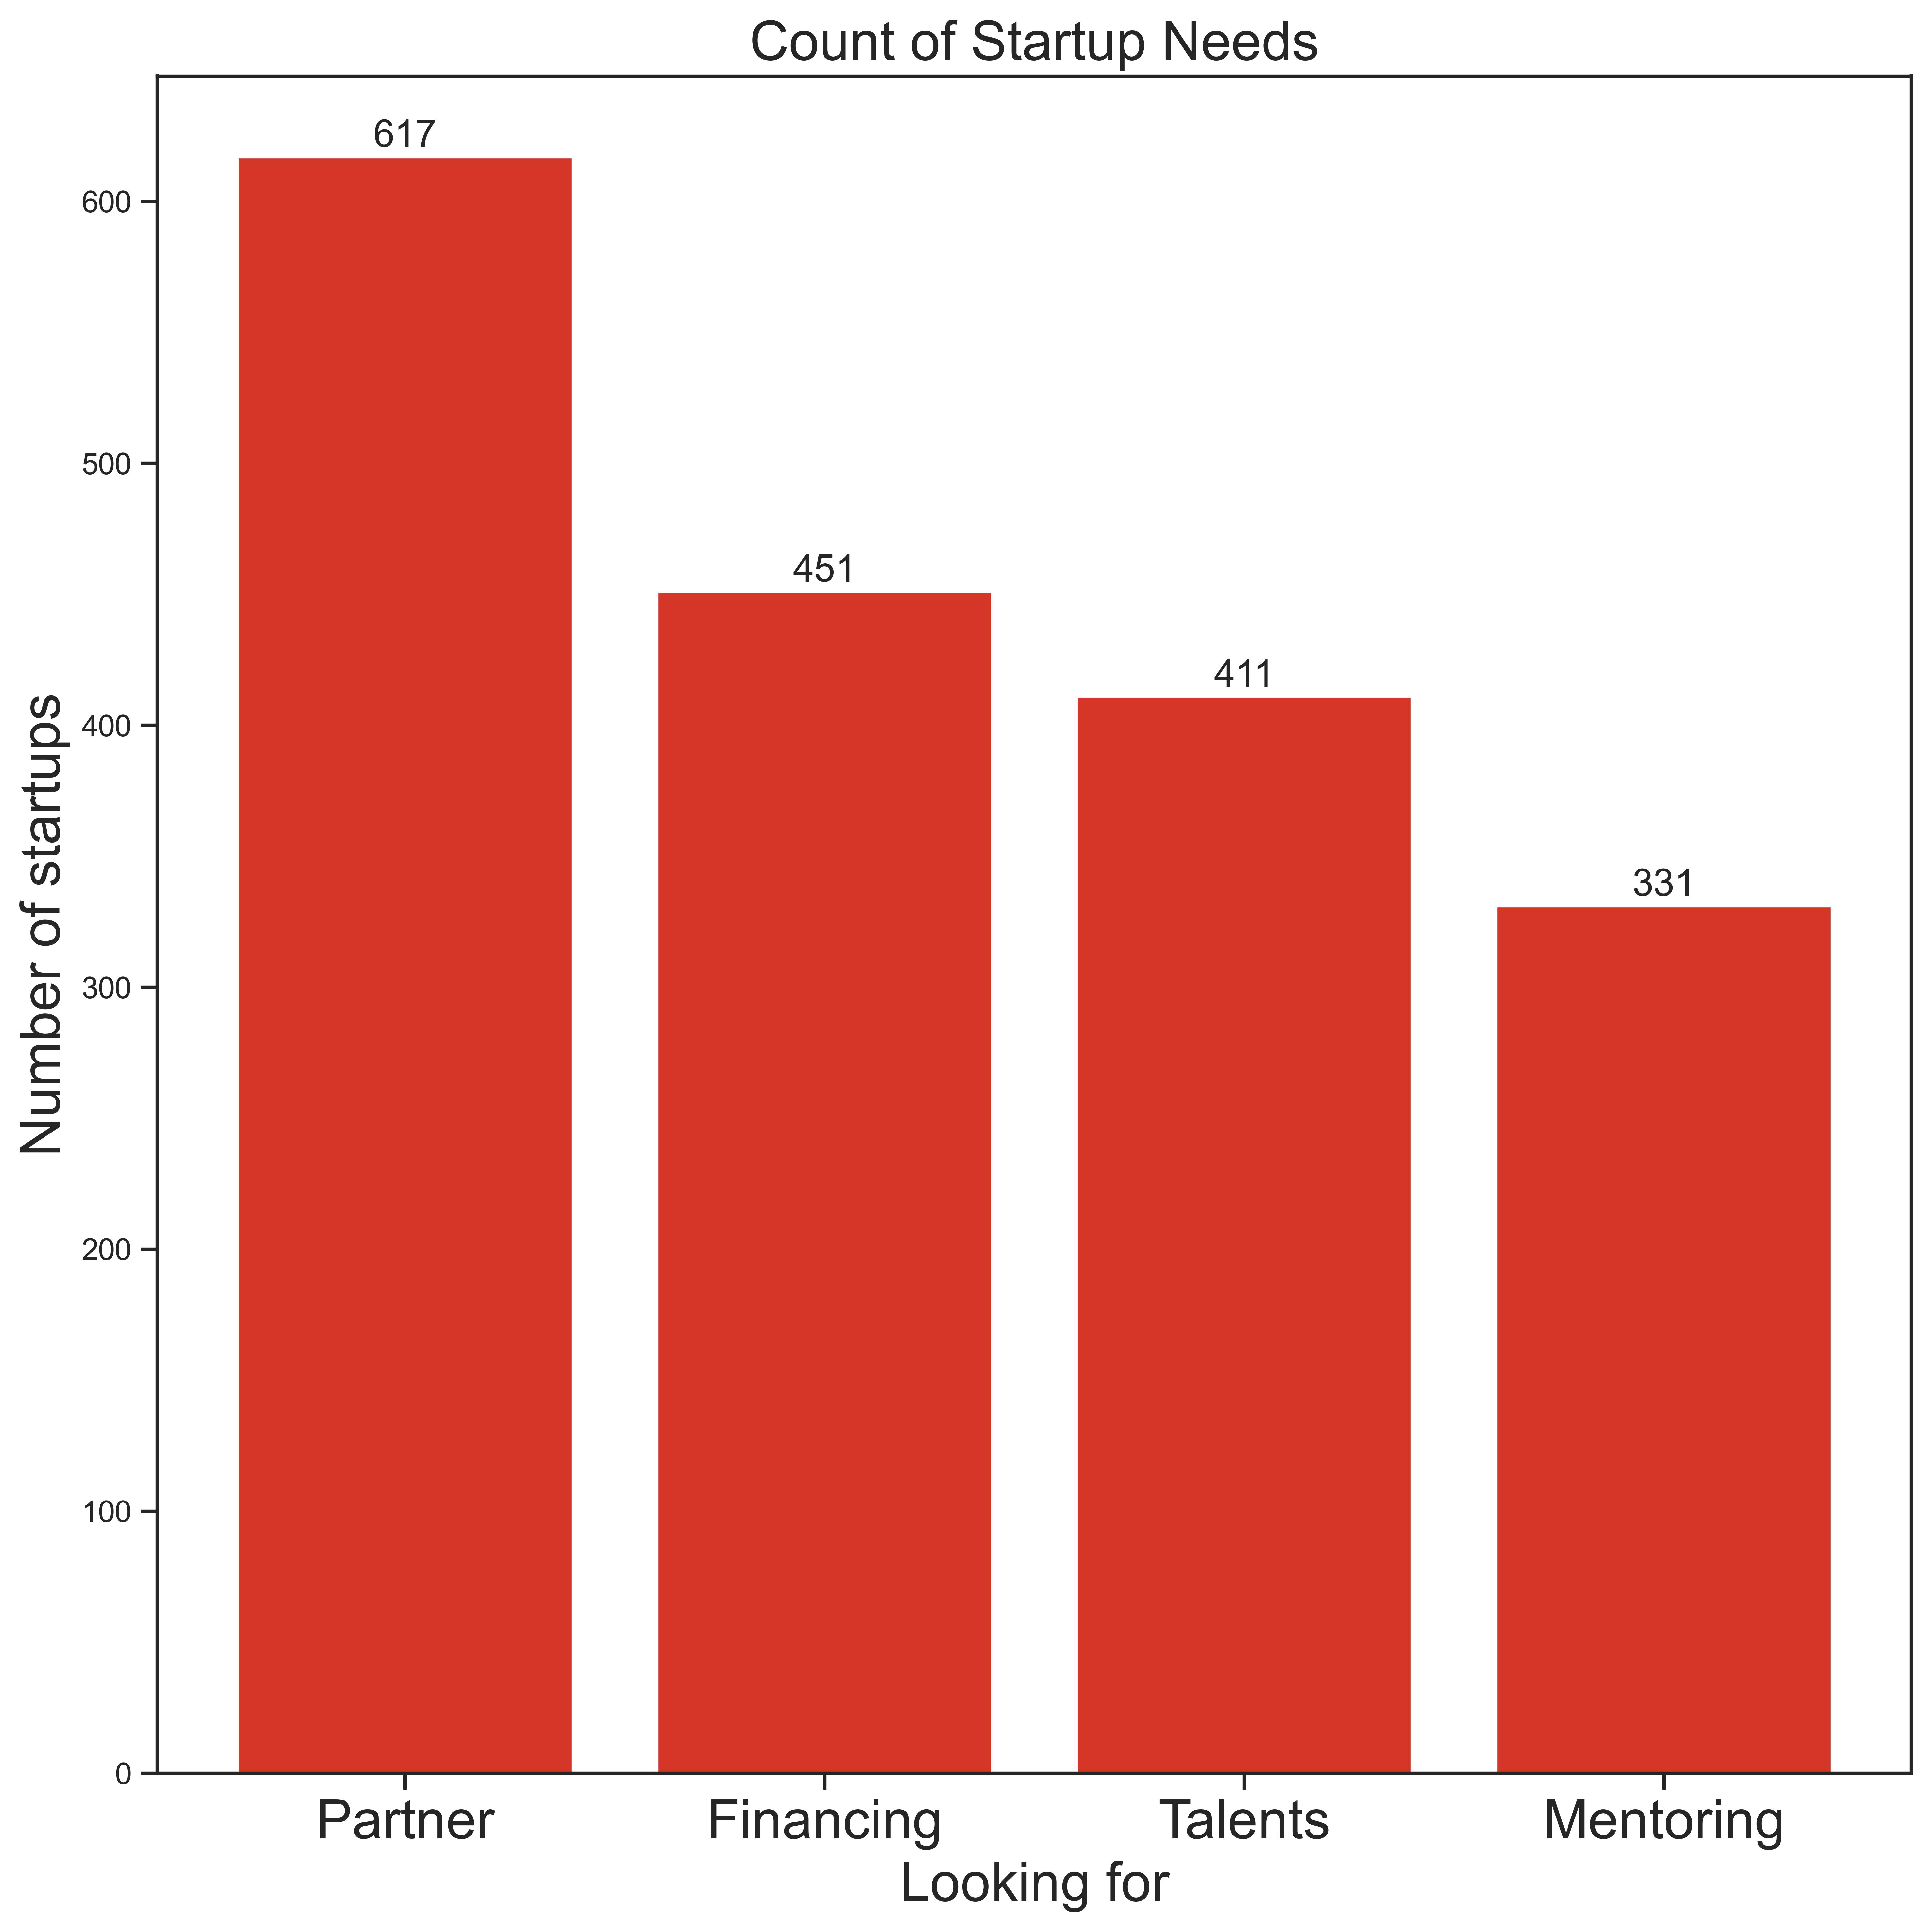 Count of Startup Needs
617
451
411
331
600
500
400
300
200
100
0
Number of startups
Partner
Financing
Talents
Mentoring
Looking for